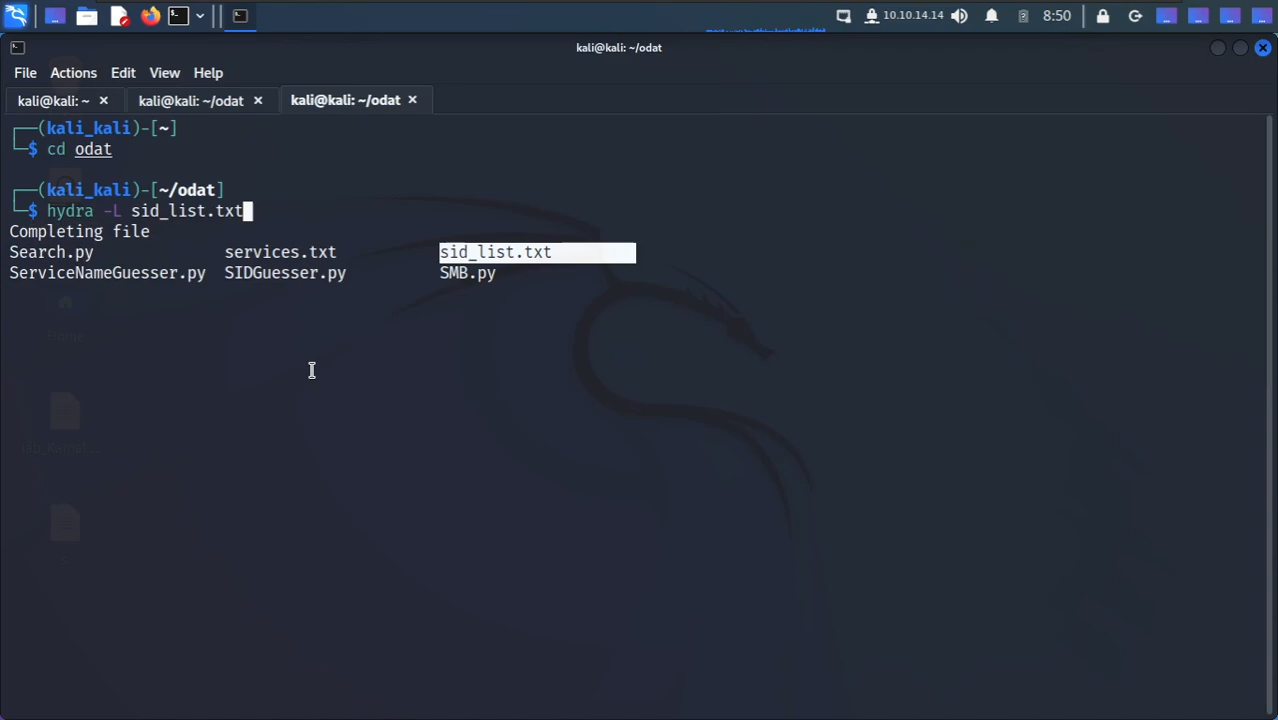 10.10.14.14
8:50
kali@kali: ~/odat
File Actions Edit View Help
kali@kali: ~ kali@kali: ~/odat kali@kali: ~/odat
┌──(kali_kali)-[~]
└─$ cd odat
┌──(kali_kali)-[~/odat]
└─$ hydra -L sid_list.txt
Completing file
Search.py services.txt sid_list.txt
ServiceNameGuesser.py SIDGuesser.py SMB.py
Home